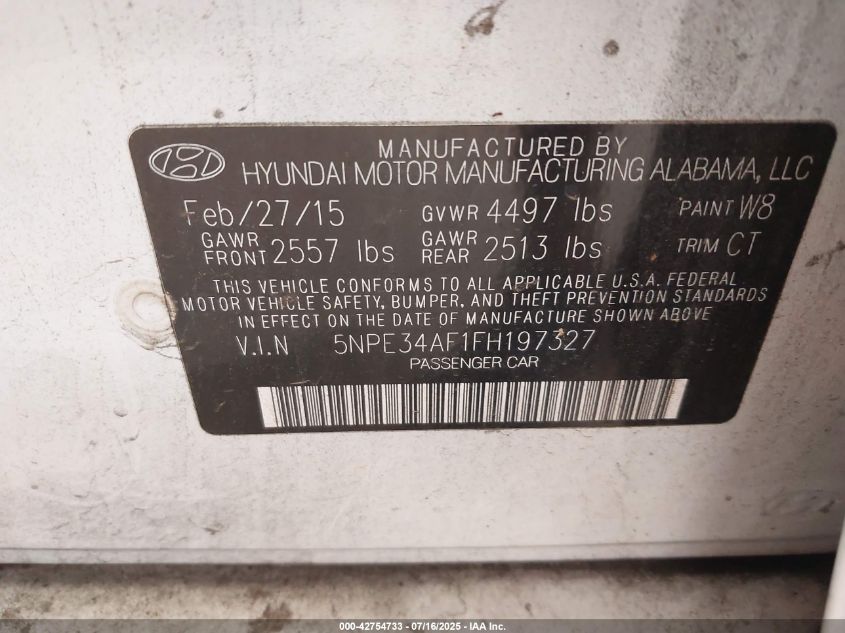 MANUFACTURED BY
HYUNDAI MOTOR MANUFACTURING ALABAMA, LLC
Feb/27/15 GVWR 4497 lbs PAINT W8
GAWR FRONT 2557 lbs GAWR REAR 2513 lbs TRIM CT
THIS VEHICLE CONFORMS TO ALL APPLICABLE U.S.A. FEDERAL
MOTOR VEHICLE SAFETY, BUMPER, AND THEFT PREVENTION STANDARDS
IN EFFECT ON THE DATE OF MANUFACTURE SHOWN ABOVE
V.I.N 5NPE34AF1FH197327
PASSENGER CAR
000-42754733 - 07/16/2025 - IAA Inc.